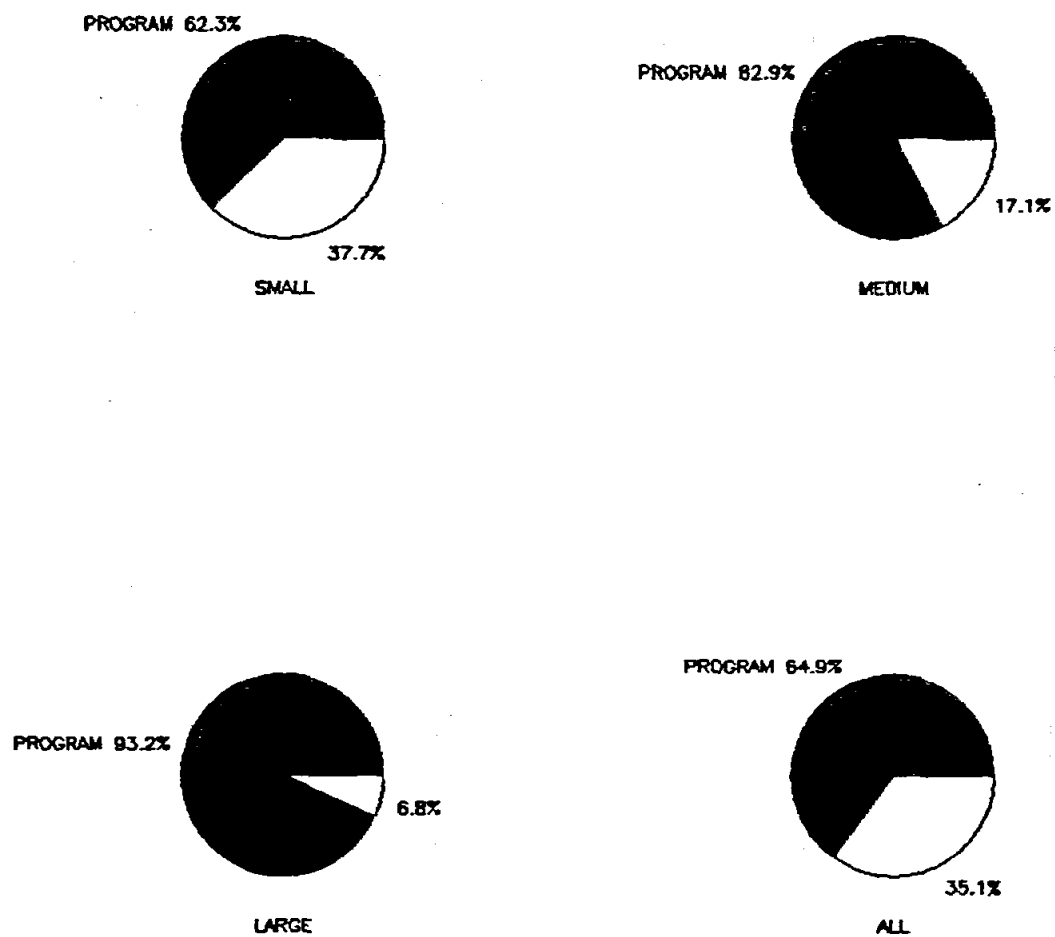 PROGRAM 62.3%
37.7%
SMALL
PROGRAM 82.9%
17.1%
MEDIUM
PROGRAM 93.2%
6.8%
LARGE
PROGRAM 64.9%
35.1%
ALL